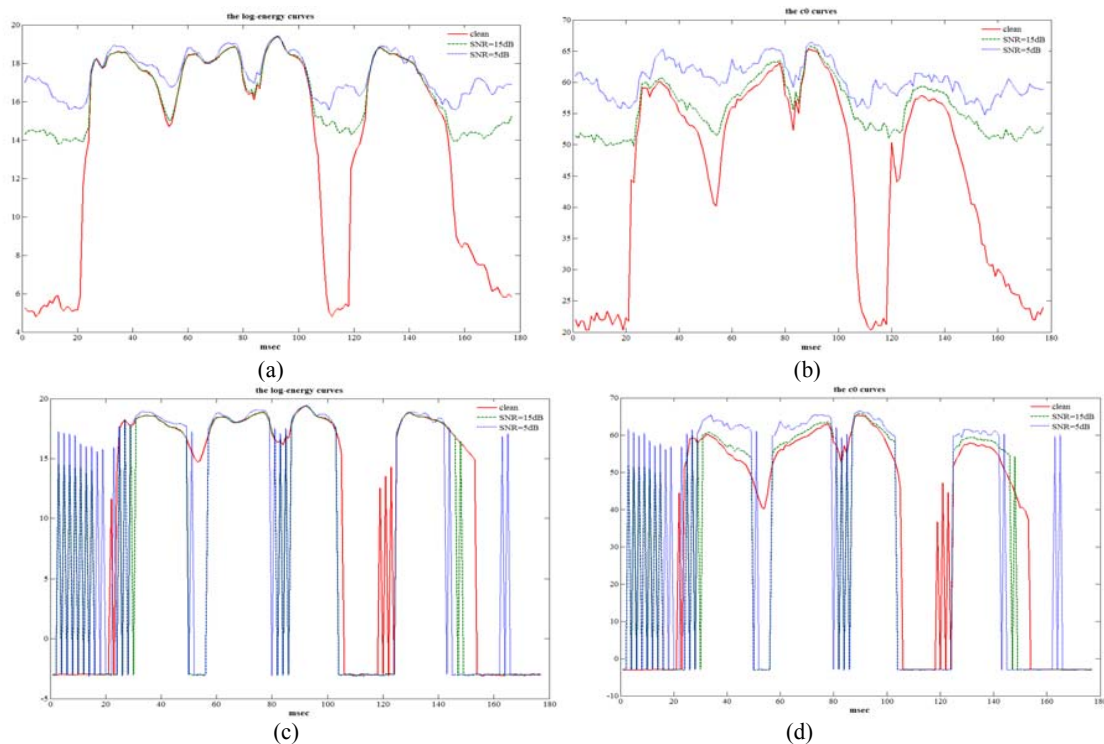 the log-energy curves
20
18
16
14
12
10
8
6
4
0 20 40 60 80 100 120 140 160 180
msec
clean
SNR=15dB
SNR=5dB
(a)
the c0 curves
70
65
60
55
50
45
40
35
30
25
20
0 20 40 60 80 100 120 140 160 180
msec
clean
SNR=15dB
SNR=5dB
(b)
the log-energy curves
20
15
10
5
0
-5
0 20 40 60 80 100 120 140 160 180
msec
clean
SNR=15dB
SNR=5dB
(c)
the c0 curves
70
60
50
40
30
20
10
0
-10
0 20 40 60 80 100 120 140 160 180
msec
clean
SNR=15dB
SNR=5dB
(d)